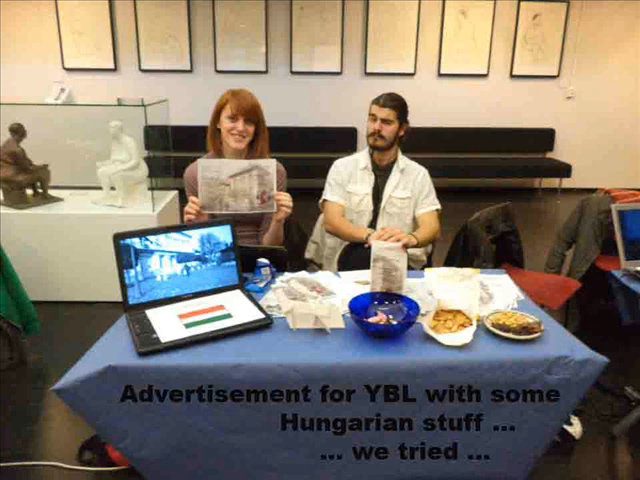 Advertisement for YBL with some
Hungarian stuff ...
... we tried ...